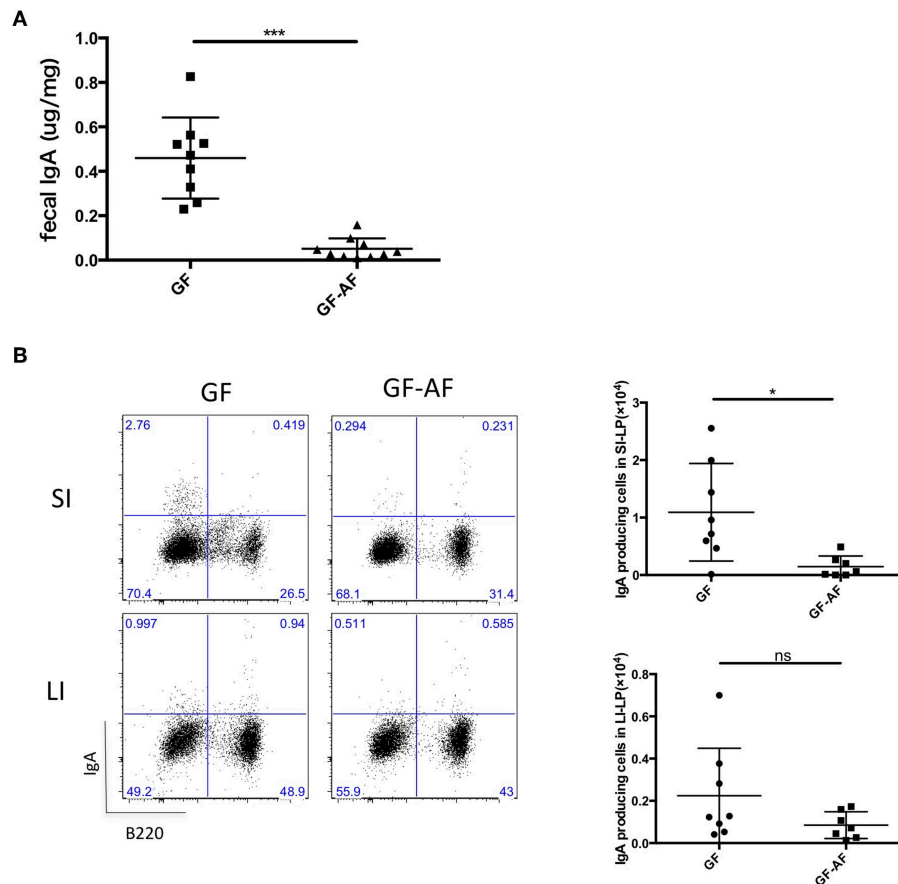 A
fecal IgA (ug/mg)
1.0
0.8
0.6
0.4
0.2
0.0
***
GF
GF-AF
B
GF
GF-AF
SI
2.76
0.419
70.4
26.5
0.294
0.231
68.1
31.4
LI
0.997
0.94
49.2
48.9
0.511
0.585
55.9
43
IgA
B220
IgA producing cells in SI-LP(×10⁴)
3
2
1
0
*
GF
GF-AF
IgA producing cells in LI-LP(×10⁴)
0.8
0.6
0.4
0.2
0.0
ns
GF
GF-AF